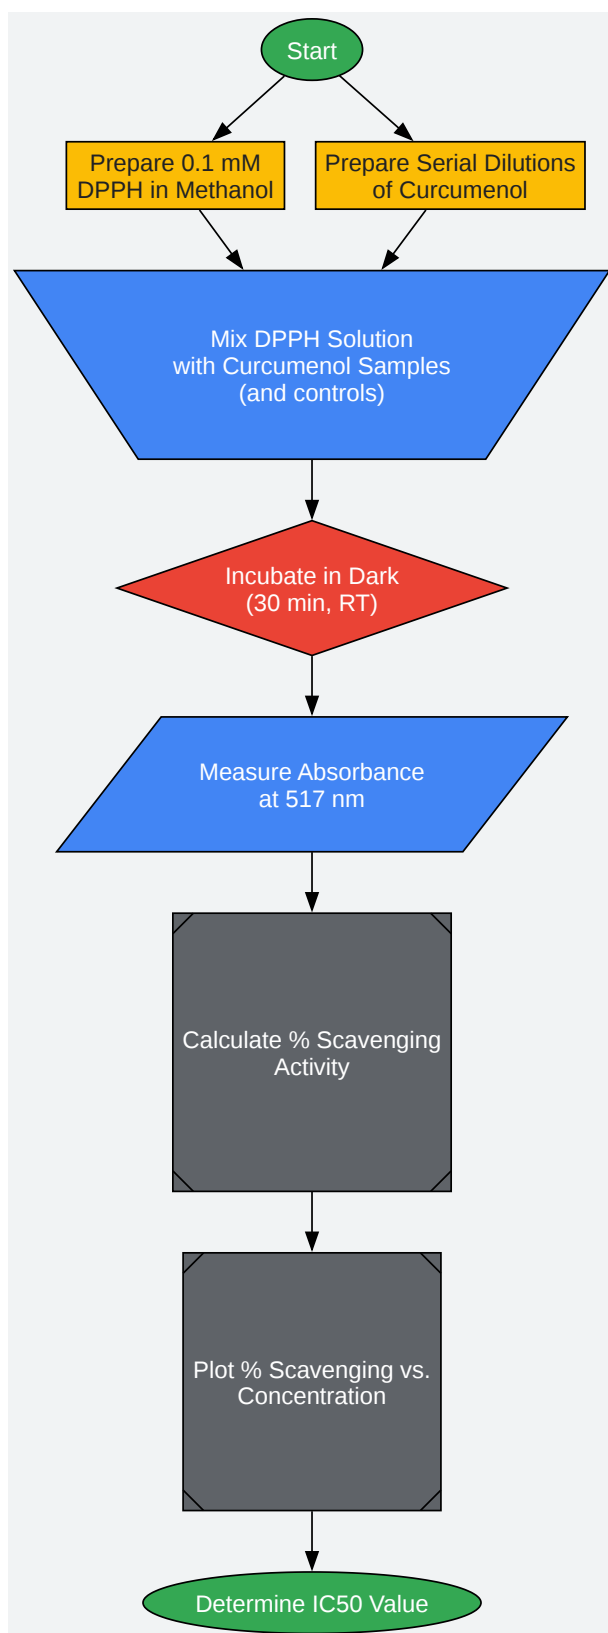 Start
Prepare 0.1 mM
DPPH in Methanol
Prepare Serial Dilutions
of Curcumenol
Mix DPPH Solution
with Curcumenol Samples
(and controls)
Incubate in Dark
(30 min, RT)
Measure Absorbance
at 517 nm
Calculate % Scavenging
Activity
Plot % Scavenging vs.
Concentration
Determine IC50 Value